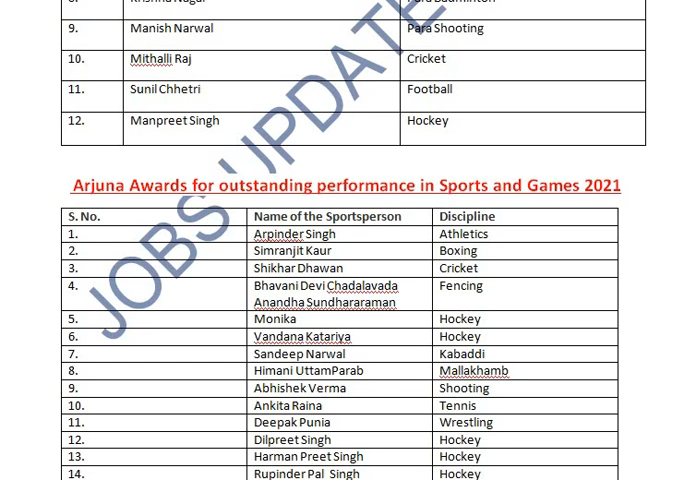 8. Krishna Nagar Para Badminton
9. Manish Narwal Para Shooting
10. Mithalli Raj Cricket
11. Sunil Chhetri Football
12. Manpreet Singh Hockey
JOBS UPDATE
Arjuna Awards for outstanding performance in Sports and Games 2021
S. No. Name of the Sportsperson Discipline
1. Arpinder Singh Athletics
2. Simranjit Kaur Boxing
3. Shikhar Dhawan Cricket
4. Bhavani Devi Chadalavada Fencing
Anandha Sundhararaman
5. Monika Hockey
6. Vandana Katariya Hockey
7. Sandeep Narwal Kabaddi
8. Himani UttamParab Mallakhamb
9. Abhishek Verma Shooting
10. Ankita Raina Tennis
11. Deepak Punia Wrestling
12. Dilpreet Singh Hockey
13. Harman Preet Singh Hockey
14. Rupinder Pal Singh Hockey